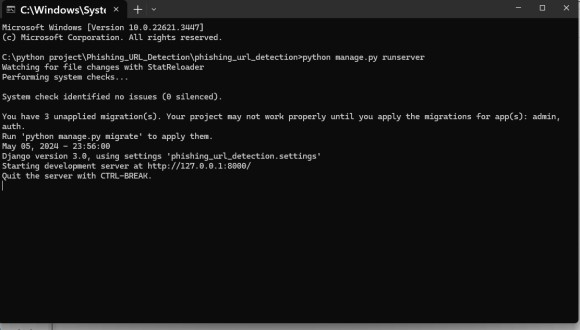 C:\Windows\Syste
Microsoft Windows [Version 10.0.22621.3447]
(c) Microsoft Corporation. All rights reserved.
C:\python project\Phishing_URL_Detection\phishing_url_detection>python manage.py runserver
Watching for file changes with StatReloader
Performing system checks...
System check identified no issues (0 silenced).
You have 3 unapplied migration(s). Your project may not work properly until you apply the migrations for app(s): admin,
auth.
Run 'python manage.py migrate' to apply them.
May 05, 2024 - 23:56:00
Django version 3.0, using settings 'phishing_url_detection.settings'
Starting development server at http://127.0.0.1:8000/
Quit the server with CTRL-BREAK.